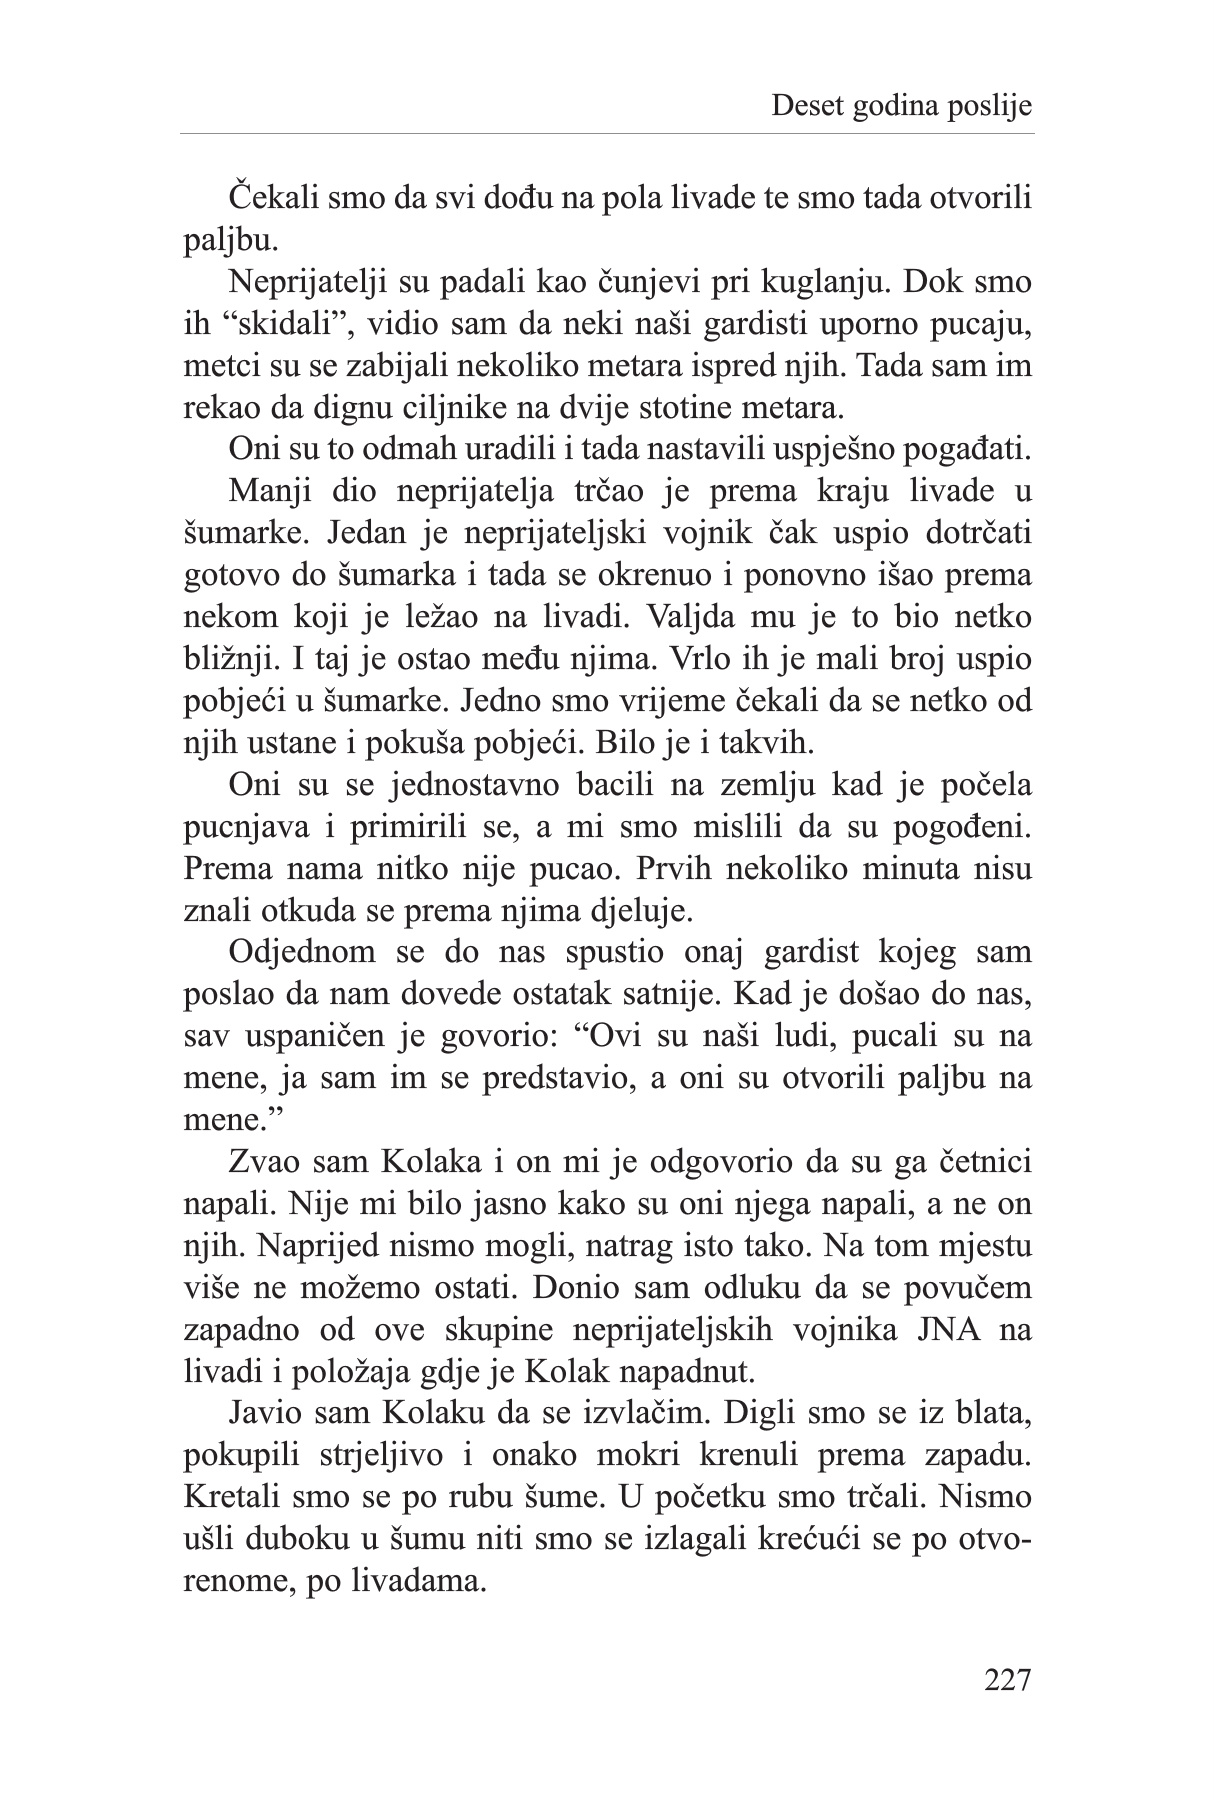 Deset godina poslije
Čekali smo da svi dođu na pola livade te smo tada otvorili
paljbu.
Neprijatelji su padali kao čunjevi pri kuglanju. Dok smo
ih “skidali”, vidio sam da neki naši gardisti uporno pucaju,
metci su se zabijali nekoliko metara ispred njih. Tada sam im
rekao da dignu ciljnike na dvije stotine metara.
Oni su to odmah uradili i tada nastavili uspješno pogađati.
Manji dio neprijatelja trčao je prema kraju livade u
šumarke. Jedan je neprijateljski vojnik čak uspio dotrčati
gotovo do šumarka i tada se okrenuo i ponovno išao prema
nekom koji je ležao na livadi. Valjda mu je to bio netko
bližnji. I taj je ostao među njima. Vrlo ih je mali broj uspio
pobjeći u šumarke. Jedno smo vrijeme čekali da se netko od
njih ustane i pokuša pobjeći. Bilo je i takvih.
Oni su se jednostavno bacili na zemlju kad je počela
pucnjava i primirili se, a mi smo mislili da su pogođeni.
Prema nama nitko nije pucao. Prvih nekoliko minuta nisu
znali otkuda se prema njima djeluje.
Odjednom se do nas spustio onaj gardist kojeg sam
poslao da nam dovede ostatak satnije. Kad je došao do nas,
sav uspaničen je govorio: “Ovi su naši ludi, pucali su na
mene, ja sam im se predstavio, a oni su otvorili paljbu na
mene.”
Zvao sam Kolaka i on mi je odgovorio da su ga četnici
napali. Nije mi bilo jasno kako su oni njega napali, a ne on
njih. Naprijed nismo mogli, natrag isto tako. Na tom mjestu
više ne možemo ostati. Donio sam odluku da se povučem
zapadno od ove skupine neprijateljskih vojnika JNA na
livadi i položaja gdje je Kolak napadnut.
Javio sam Kolaku da se izvlačim. Digli smo se iz blata,
pokupili strjeljivo i onako mokri krenuli prema zapadu.
Kretali smo se po rubu šume. U početku smo trčali. Nismo
ušli duboku u šumu niti smo se izlagali krećući se po otvo-
renome, po livadama.
227